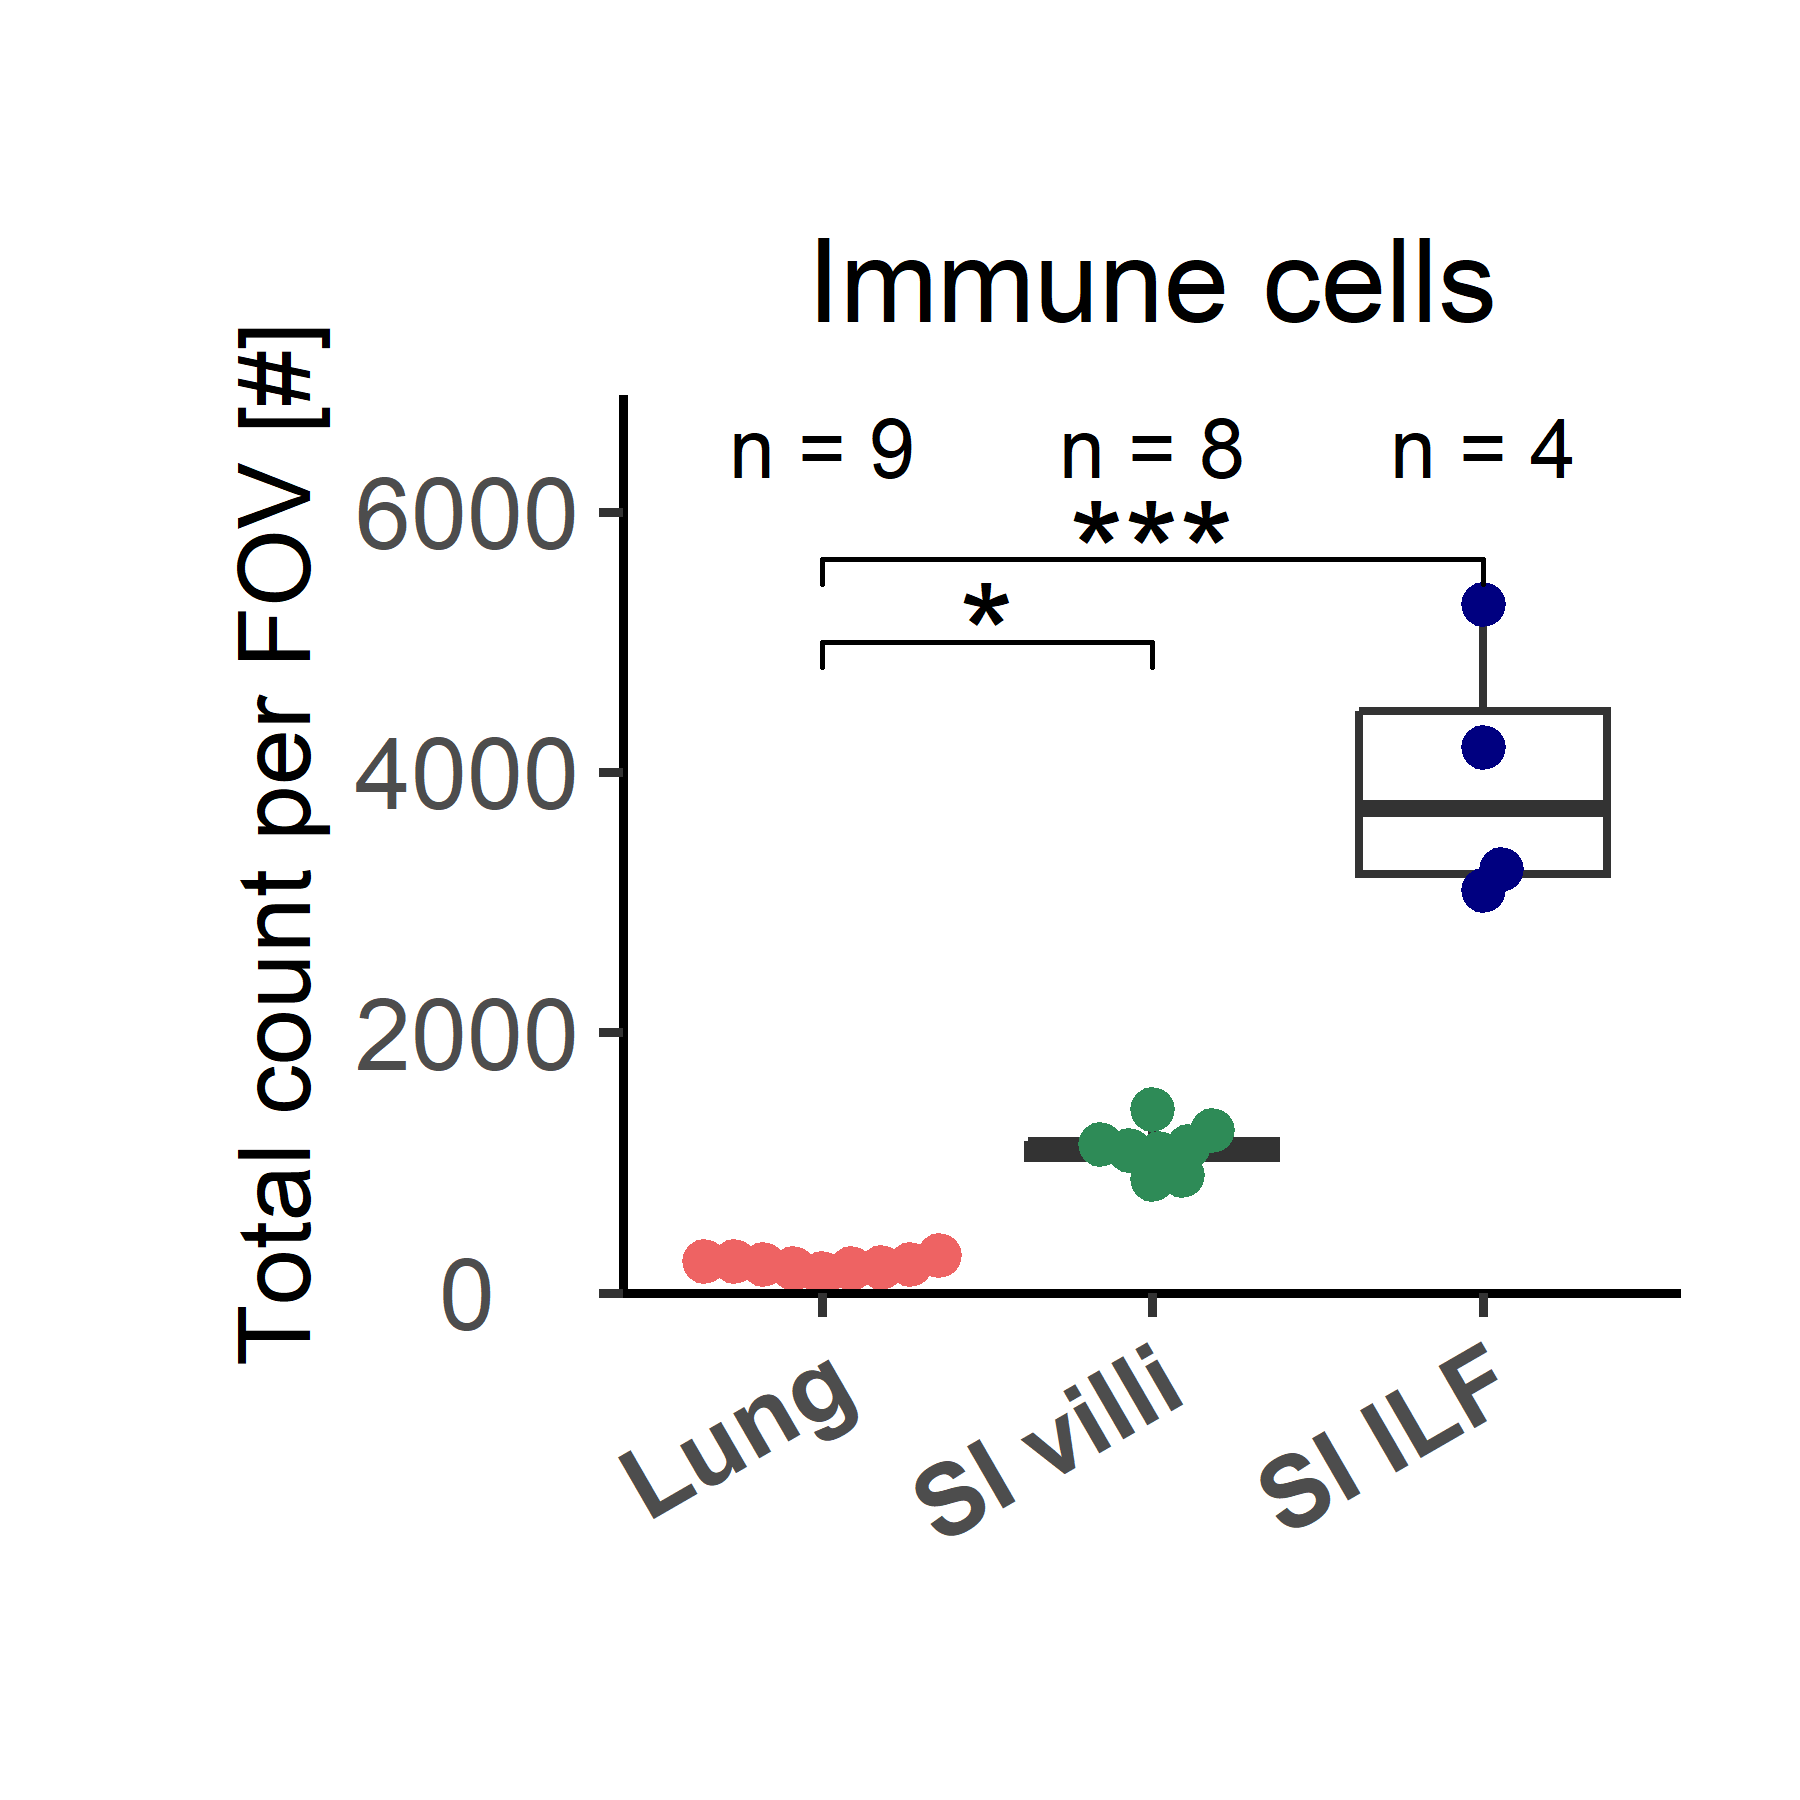 Immune cells
Total count per FOV [#]
n = 9 n = 8 n = 4
***
*
6000
4000
2000
0
Lung
SI villi
SI ILF